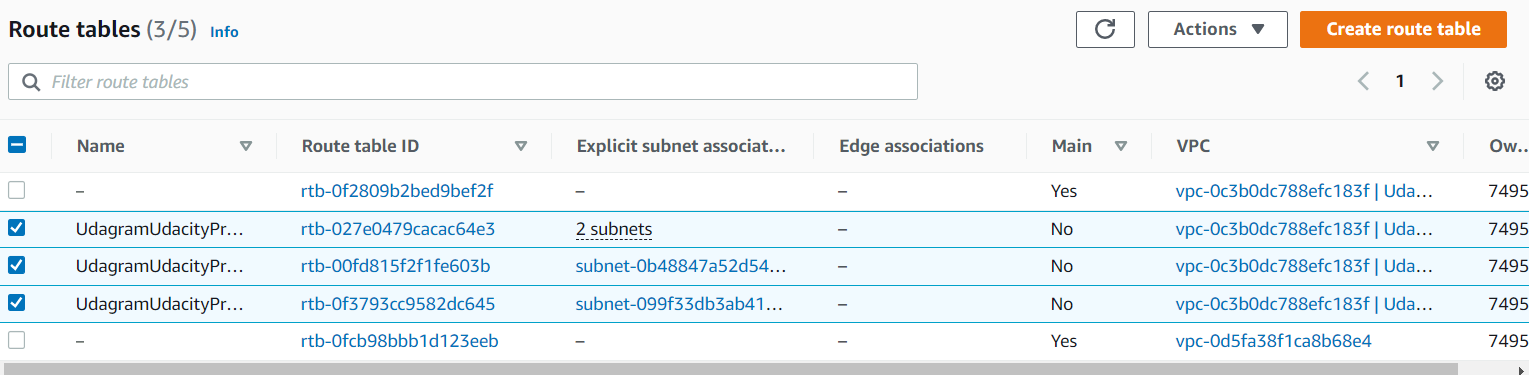 Route tables (3/5) Info Actions Create route table
Filter route tables 1
Name Route table ID Explicit subnet associat... Edge associations Main VPC Ow...
– rtb-0f2809b2bed9bef2f – – Yes vpc-0c3b0dc788efc183f | Uda... 7495
UdagramUdacityPr... rtb-027e0479cacac64e3 2 subnets – No vpc-0c3b0dc788efc183f | Uda... 7495
UdagramUdacityPr... rtb-00fd815f2f1fe603b subnet-0b48847a52d54... – No vpc-0c3b0dc788efc183f | Uda... 7495
UdagramUdacityPr... rtb-0f3793cc9582dc645 subnet-099f33db3ab41... – No vpc-0c3b0dc788efc183f | Uda... 7495
– rtb-0fcb98bbb1d123eeb – – Yes vpc-0d5fa38f1ca8b68e4 7495